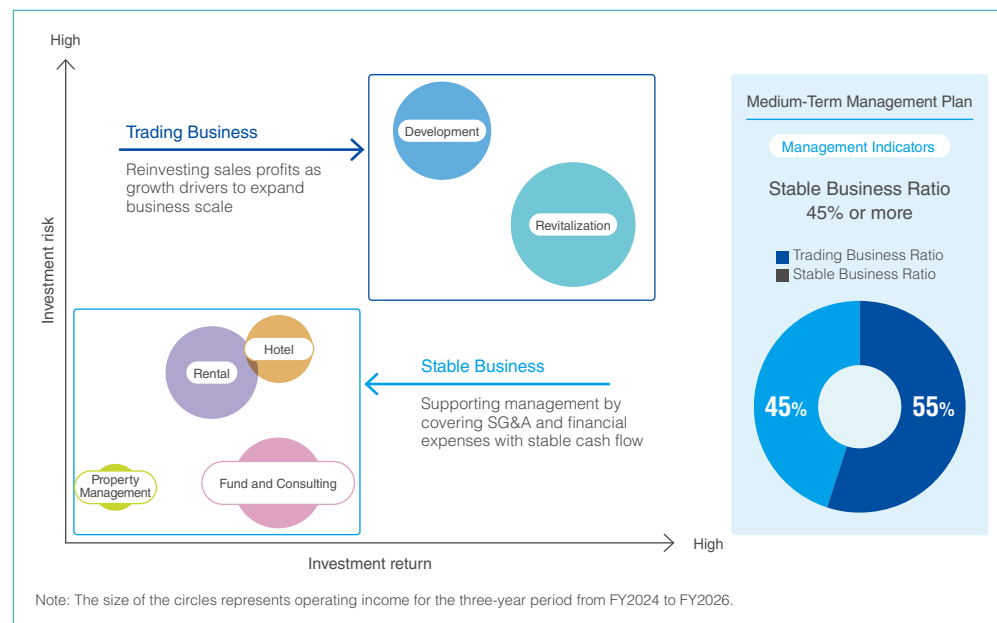 High
Investment risk
Trading Business
Reinvesting sales profits as
growth drivers to expand
business scale
Development
Revitalization
Rental
Hotel
Stable Business
Supporting management by
covering SG&A and financial
expenses with stable cash flow
Property
Management
Fund and Consulting
High
Investment return
Medium-Term Management Plan
Management Indicators
Stable Business Ratio
45% or more
Trading Business Ratio
Stable Business Ratio
45%
55%
Note: The size of the circles represents operating income for the three-year period from FY2024 to FY2026.